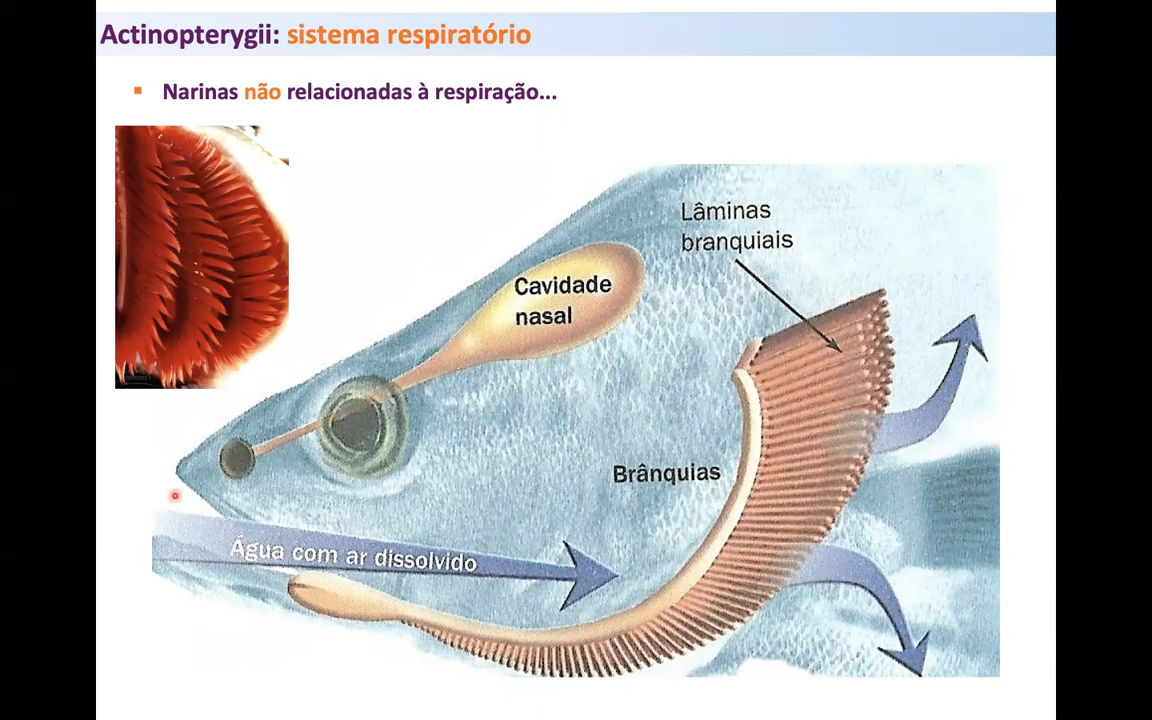 Actinopterygii: sistema respiratório
Narinas não relacionadas à respiração...
Lâminas
branquiais
Cavidade
nasal
Brânquias
Água com ar dissolvido